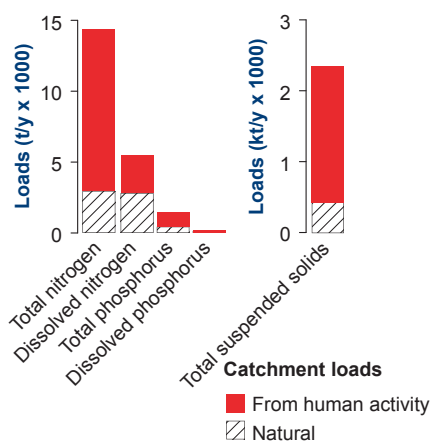 Loads (t/y x 1000)
15
10
5
0
Total nitrogen
Dissolved nitrogen
Total phosphorus
Dissolved phosphorus
Loads (kt/y x 1000)
3
2
1
0
Total suspended solids
Catchment loads
From human activity
Natural